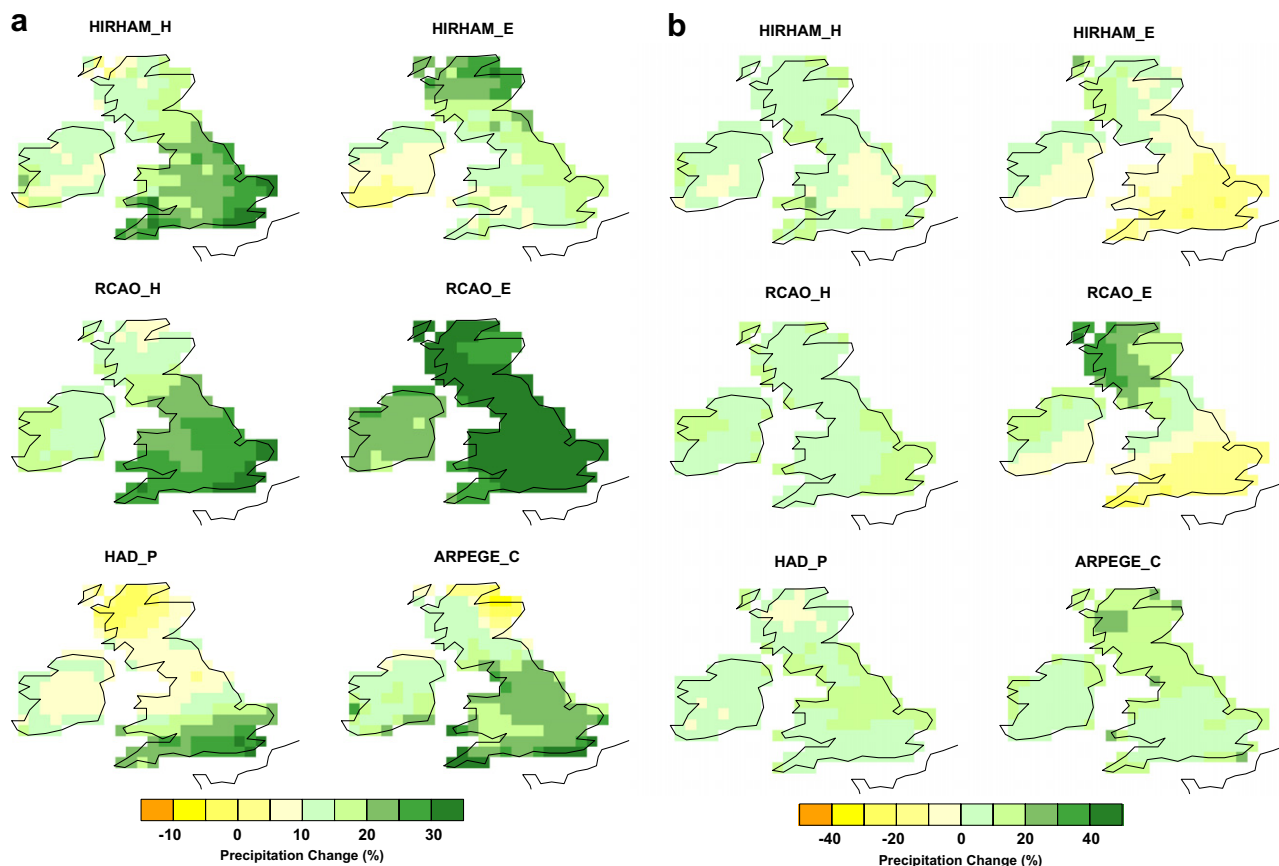 a
HIRHAM_H
HIRHAM_E
RCAO_H
RCAO_E
HAD_P
ARPEGE_C
-10 0 10 20 30
Precipitation Change (%)
b
HIRHAM_H
HIRHAM_E
RCAO_H
RCAO_E
HAD_P
ARPEGE_C
-40 -20 0 20 40
Precipitation Change (%)